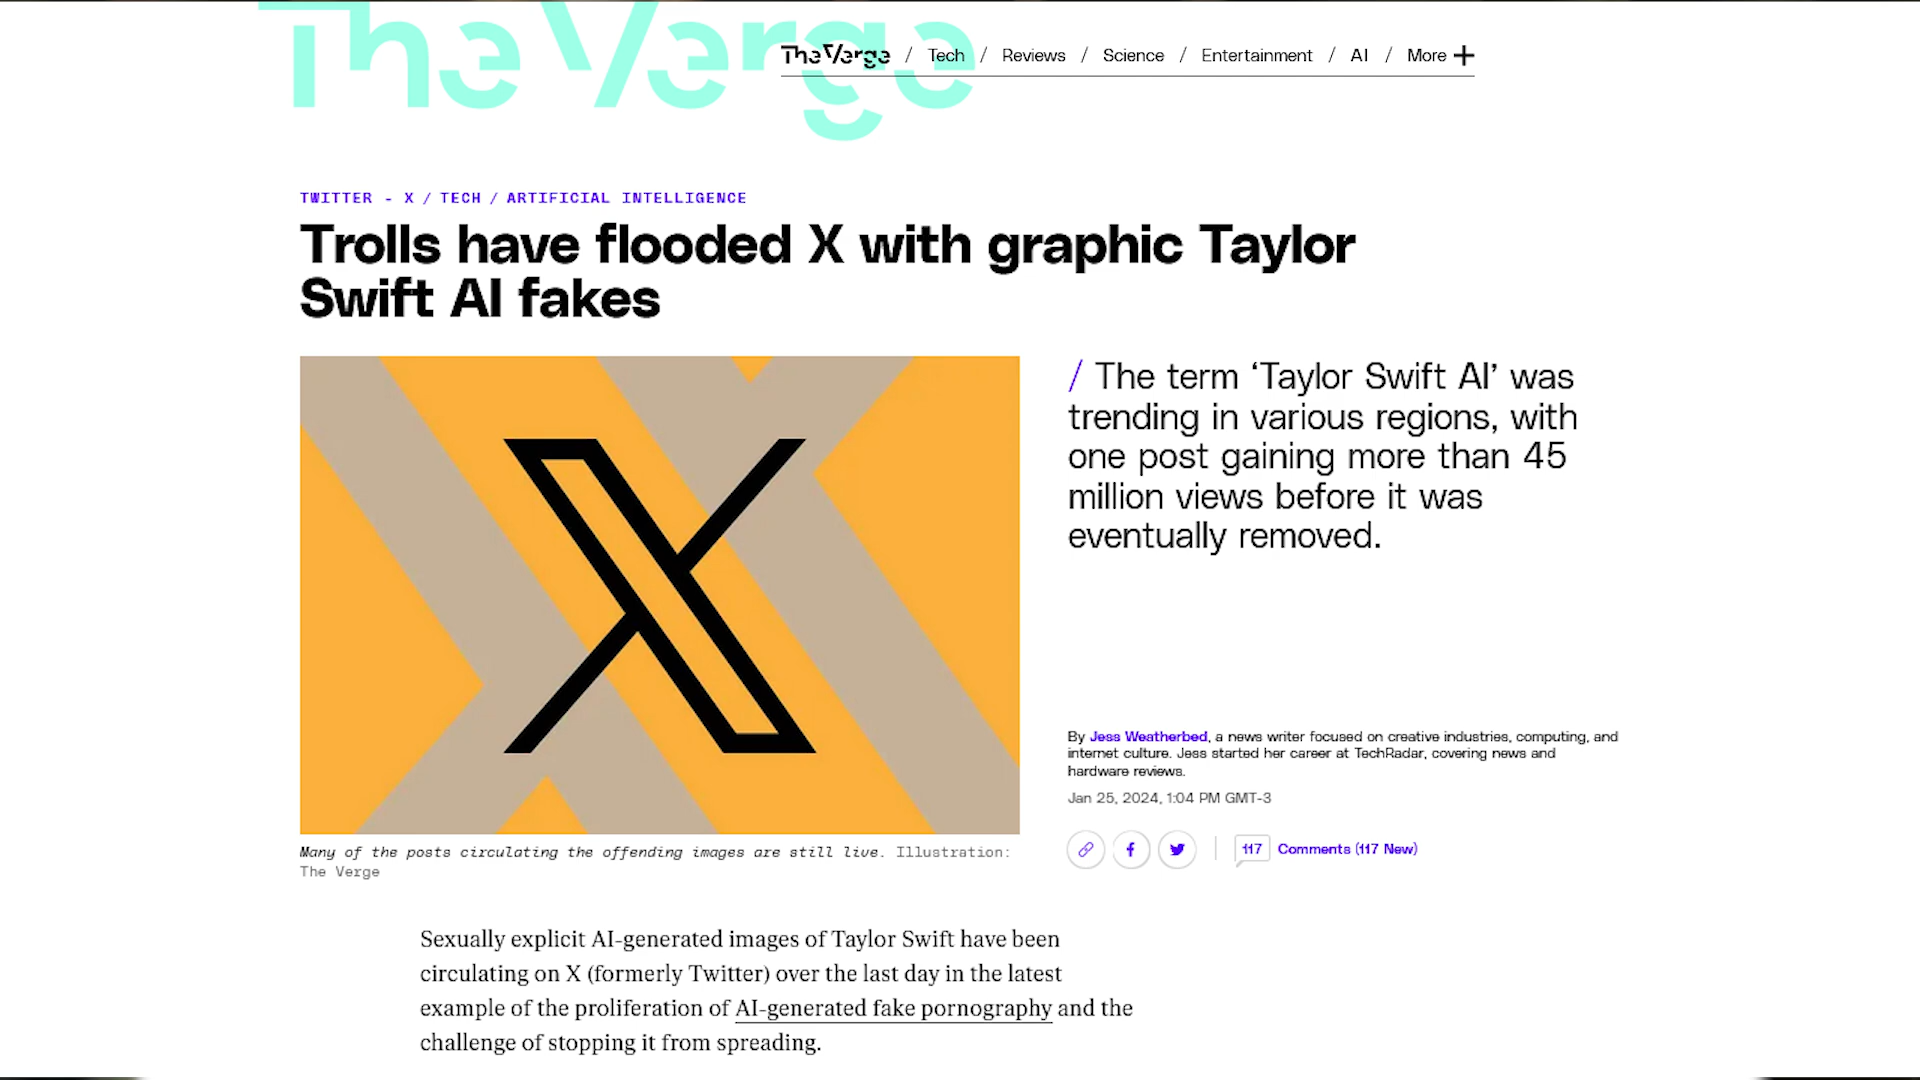 The Verge
The Verge / Tech / Reviews / Science / Entertainment / AI / More +
TWITTER - X / TECH / ARTIFICIAL INTELLIGENCE
Trolls have flooded X with graphic Taylor
Swift AI fakes
/ The term ‘Taylor Swift AI’ was
trending in various regions, with
one post gaining more than 45
million views before it was
eventually removed.
By Jess Weatherbed, a news writer focused on creative industries, computing, and
internet culture. Jess started her career at TechRadar, covering news and
hardware reviews.
Jan 25, 2024, 1:04 PM GMT-3
117 Comments (117 New)
Many of the posts circulating the offending images are still live. Illustration:
The Verge
Sexually explicit AI-generated images of Taylor Swift have been
circulating on X (formerly Twitter) over the last day in the latest
example of the proliferation of AI-generated fake pornography and the
challenge of stopping it from spreading.